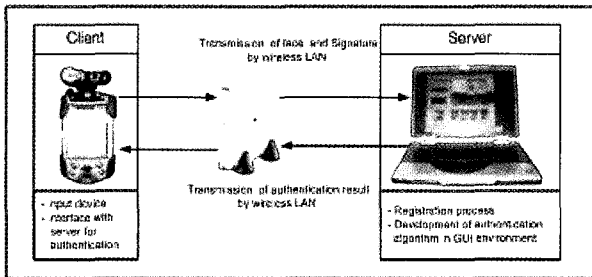 Client
Transmission of face and Signature
by wireless LAN
Server
Transmission of authentication result
by wireless LAN
- Input device
- Interface with
server for
authentication
- Registration process
- Development of authentication
algorithm in GUI environment